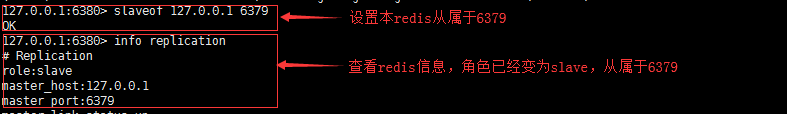 127.0.0.1:6380> slaveof 127.0.0.1 6379
OK
设置本redis从属于6379
127.0.0.1:6380> info replication
# Replication
role:slave
master_host:127.0.0.1
master_port:6379
查看redis信息，角色已经变为slave，从属于6379